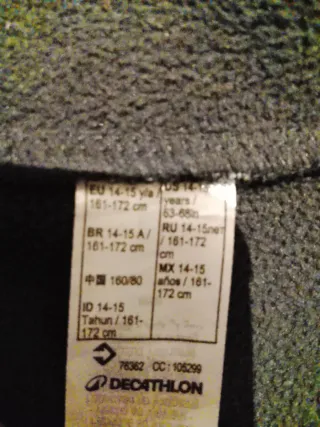 EU 14-15 y/a /
161-172 cm
BR 14-15 A /
161-172 cm
中国 160/80
ID 14-15
Tahun / 161-
172 cm
US 14-
years /
63-68in
RU 14-15лет
/ 161-172
cm
MX 14-15
años / 161-
172 cm
76362 CC: 105299
DECATHLON